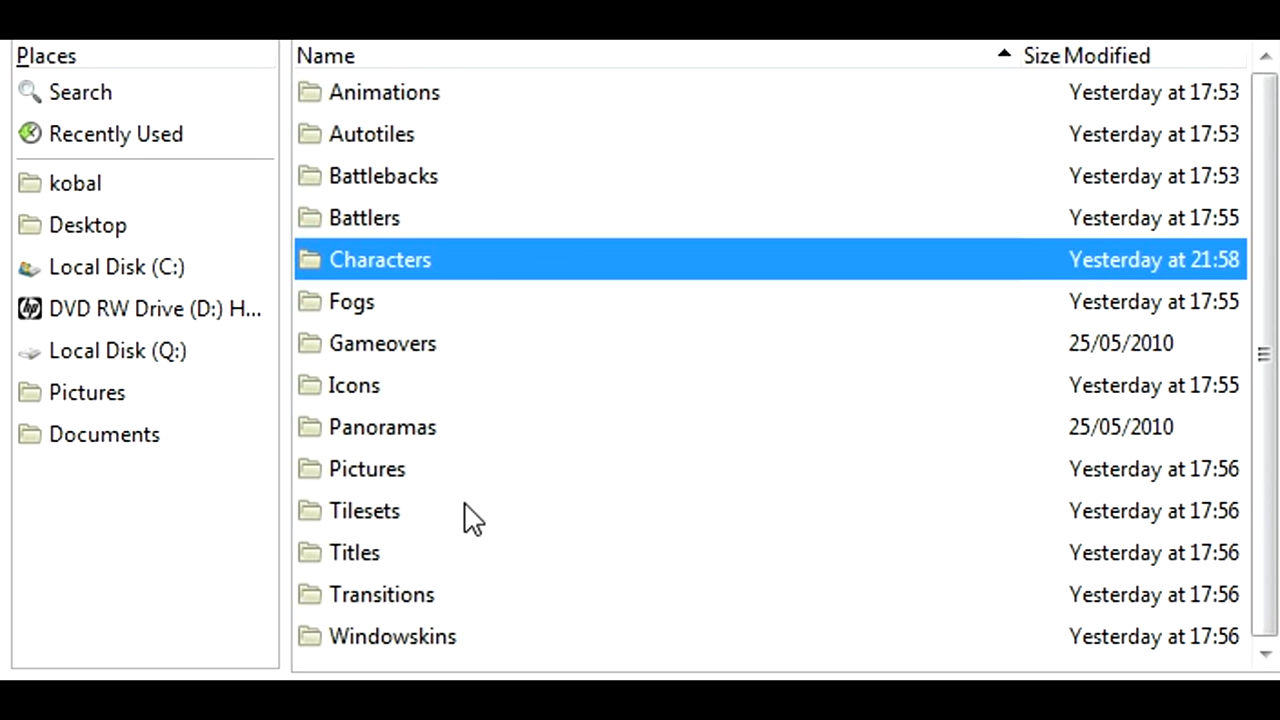 Places
Search
Recently Used
kobal
Desktop
Local Disk (C:)
DVD RW Drive (D:) H...
Local Disk (Q:)
Pictures
Documents
Name Size Modified
Animations Yesterday at 17:53
Autotiles Yesterday at 17:53
Battlebacks Yesterday at 17:53
Battlers Yesterday at 17:55
Characters Yesterday at 21:58
Fogs Yesterday at 17:55
Gameovers 25/05/2010
Icons Yesterday at 17:55
Panoramas 25/05/2010
Pictures Yesterday at 17:56
Tilesets Yesterday at 17:56
Titles Yesterday at 17:56
Transitions Yesterday at 17:56
Windowskins Yesterday at 17:56